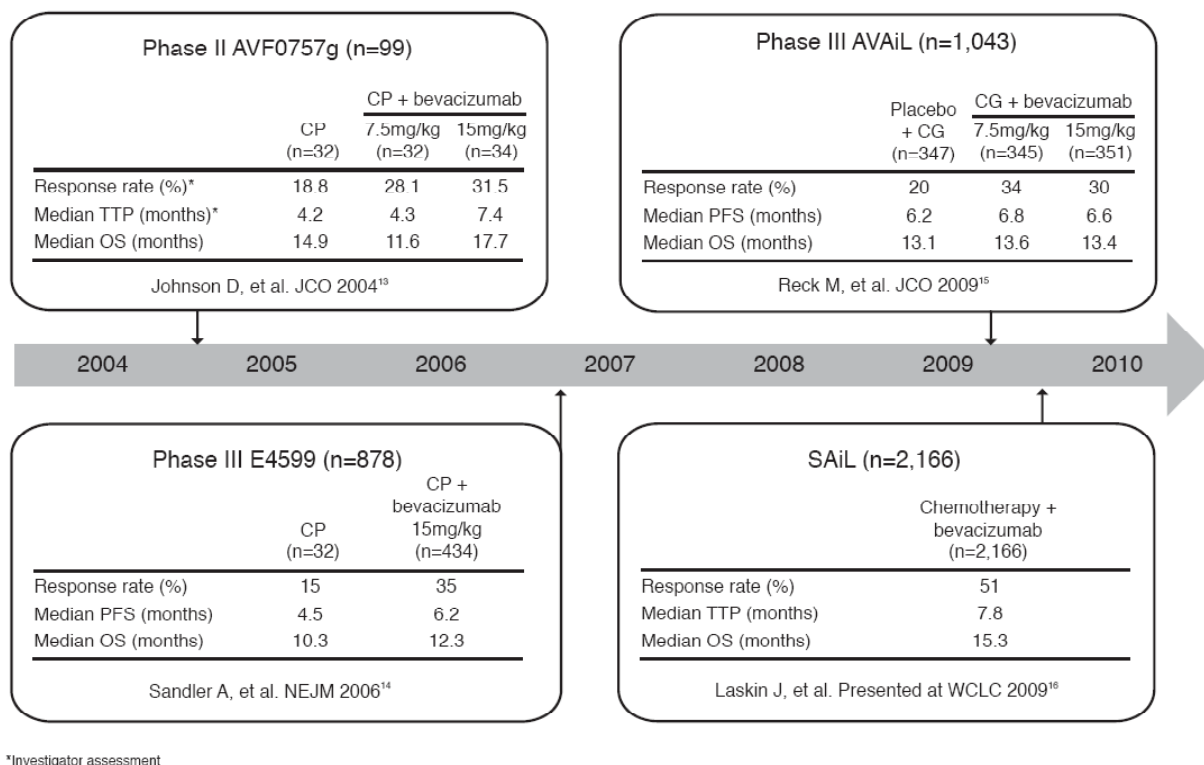 Phase II AVF0757g (n=99)
CP + bevacizumab
CP 7.5mg/kg 15mg/kg
(n=32) (n=32) (n=34)
Response rate (%)* 18.8 28.1 31.5
Median TTP (months)* 4.2 4.3 7.4
Median OS (months) 14.9 11.6 17.7
Johnson D, et al. JCO 2004¹³
Phase III AVAiL (n=1,043)
Placebo CG + bevacizumab
+ CG 7.5mg/kg 15mg/kg
(n=347) (n=345) (n=351)
Response rate (%) 20 34 30
Median PFS (months) 6.2 6.8 6.6
Median OS (months) 13.1 13.6 13.4
Reck M, et al. JCO 2009¹⁵
2004 2005 2006 2007 2008 2009 2010
Phase III E4599 (n=878)
CP +
bevacizumab
CP 15mg/kg
(n=32) (n=434)
Response rate (%) 15 35
Median PFS (months) 4.5 6.2
Median OS (months) 10.3 12.3
Sandler A, et al. NEJM 2006¹⁴
SAiL (n=2,166)
Chemotherapy +
bevacizumab
(n=2,166)
Response rate (%) 51
Median TTP (months) 7.8
Median OS (months) 15.3
Laskin J, et al. Presented at WCLC 2009¹⁶
*Investigator assessment